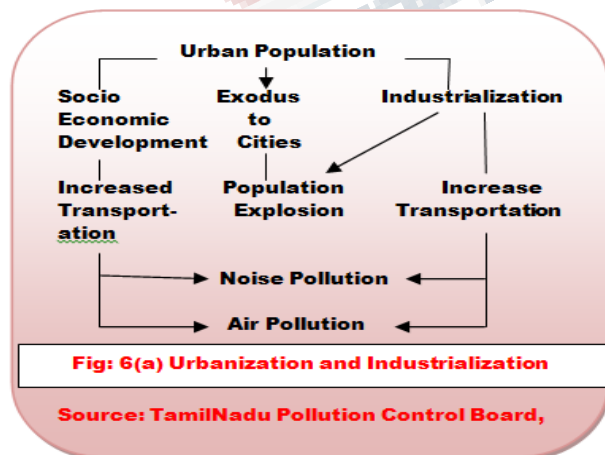 Urban Population
Socio Economic Development
Exodus to Cities
Industrialization
Increased Transport-ation
Population Explosion
Increase Transportation
Noise Pollution
Air Pollution
Fig: 6(a) Urbanization and Industrialization
Source: TamilNadu Pollution Control Board,